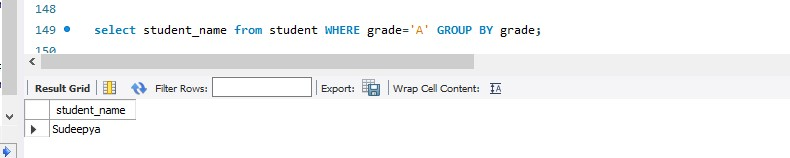 148
149 select student_name from student WHERE grade='A' GROUP BY grade;
150
Result Grid Filter Rows: Export: Wrap Cell Content:
student_name
Sudeepya